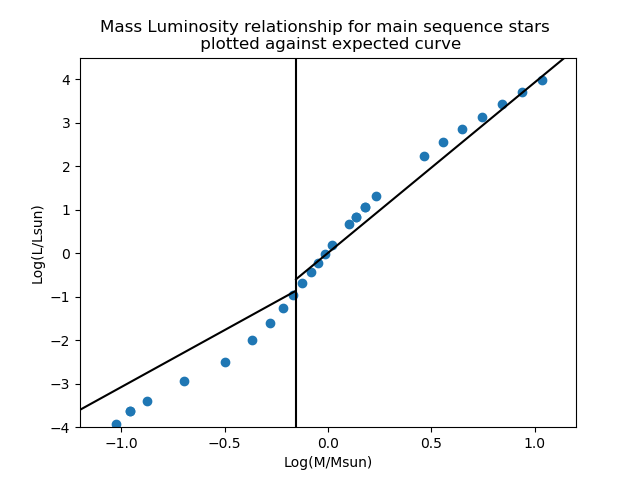 Mass Luminosity relationship for main sequence stars
plotted against expected curve
4
3
2
1
0
−1
−2
−3
−4
Log(L/Lsun)
−1.0 −0.5 0.0 0.5 1.0
Log(M/Msun)